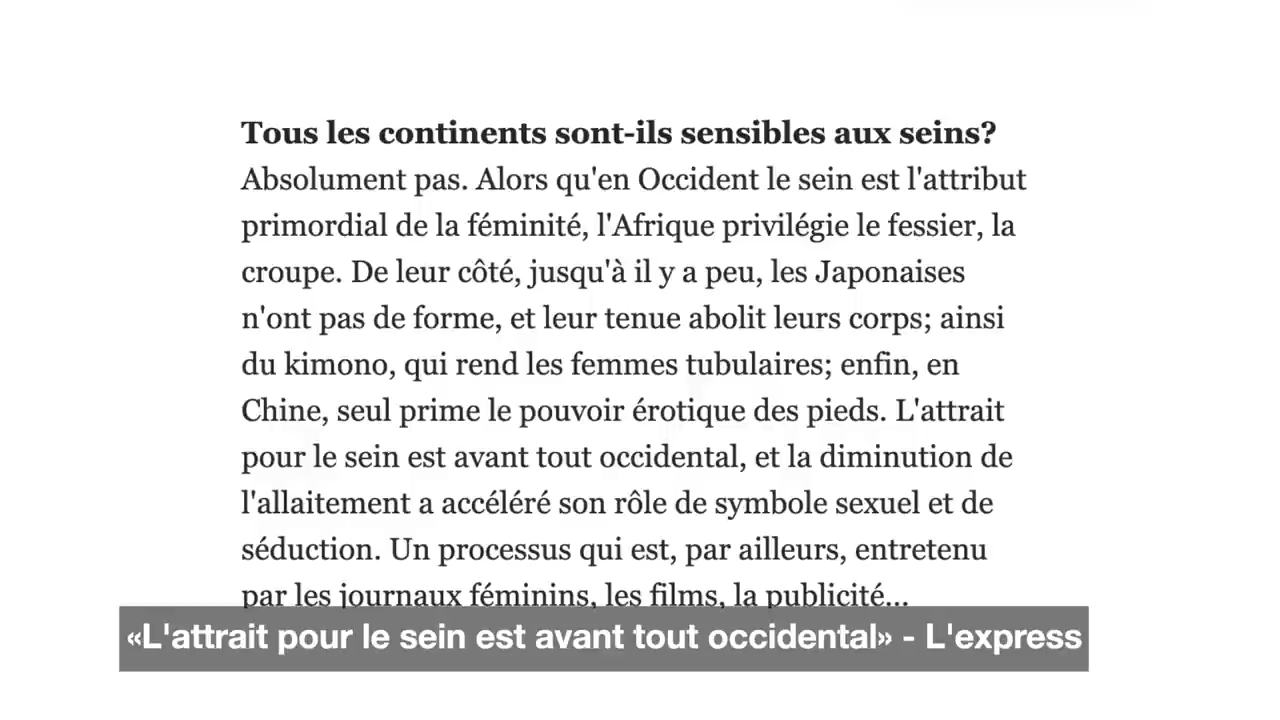 Tous les continents sont-ils sensibles aux seins?
Absolument pas. Alors qu'en Occident le sein est l'attribut
primordial de la féminité, l'Afrique privilégie le fessier, la
croupe. De leur côté, jusqu'à il y a peu, les Japonaises
n'ont pas de forme, et leur tenue abolit leurs corps; ainsi
du kimono, qui rend les femmes tubulaires; enfin, en
Chine, seul prime le pouvoir érotique des pieds. L'attrait
pour le sein est avant tout occidental, et la diminution de
l'allaitement a accéléré son rôle de symbole sexuel et de
séduction. Un processus qui est, par ailleurs, entretenu
par les journaux féminins, les films, la publicité...
«L'attrait pour le sein est avant tout occidental» - L'express